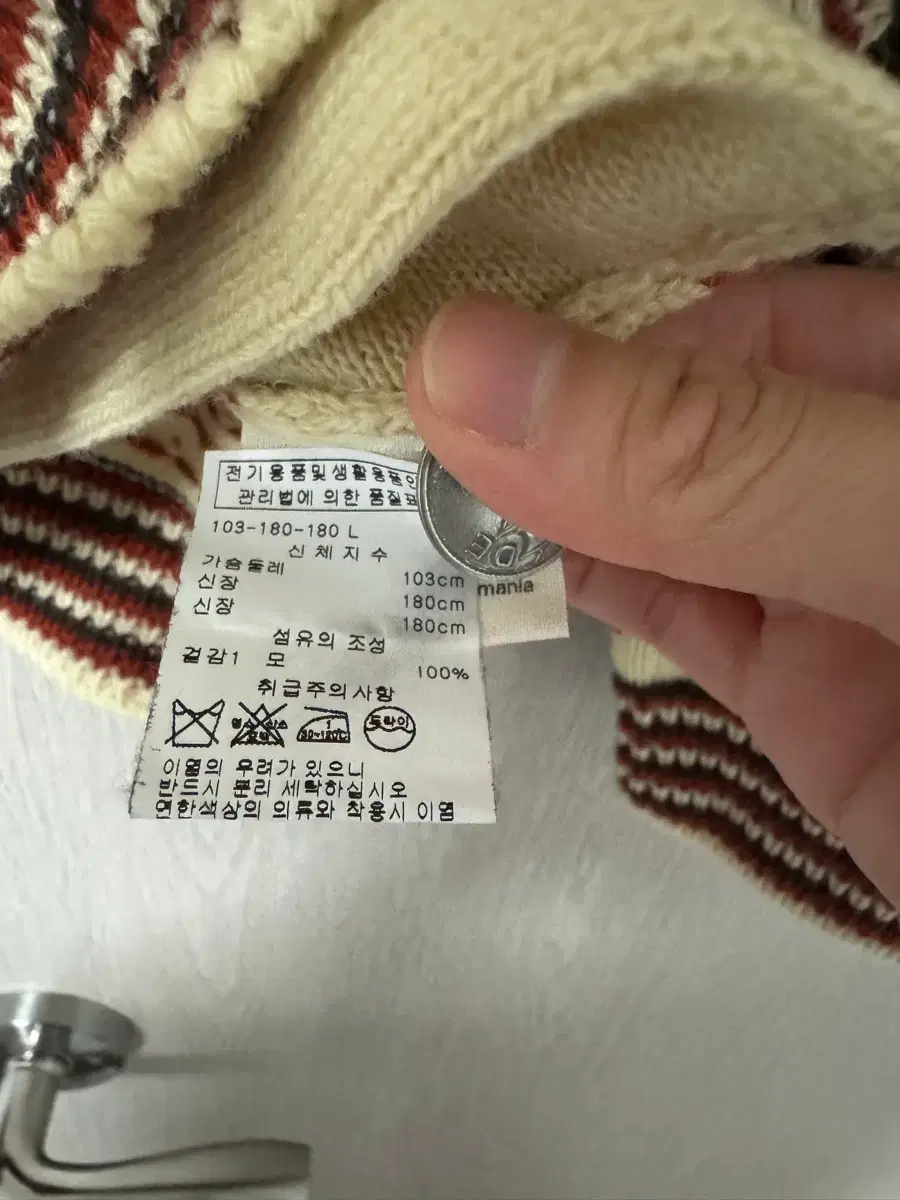 전기용품및생활용품안
관리법에 의한 품질표
103-180-180 L
신체지수
가슴둘레 103cm
신장 180cm
신장 180cm
섬유의 조성
겉감1 모 100%
취급주의사항
1 80~120℃ 드라이
이염의 우려가 있으니
반드시 분리 세탁하십시오
연한색상의 의류와 착용시 이염
mania